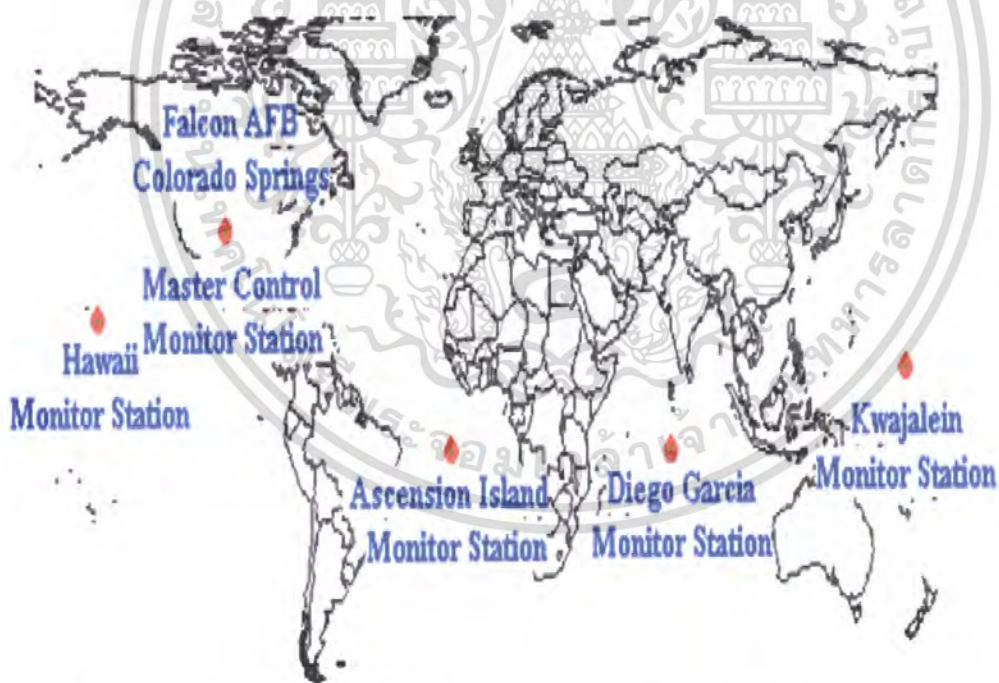 Falcon AFB
Colorado Springs
Master Control
Monitor Station
Hawaii
Monitor Station
Ascension Island
Monitor Station
Diego Garcia
Monitor Station
Kwajalein
Monitor Station